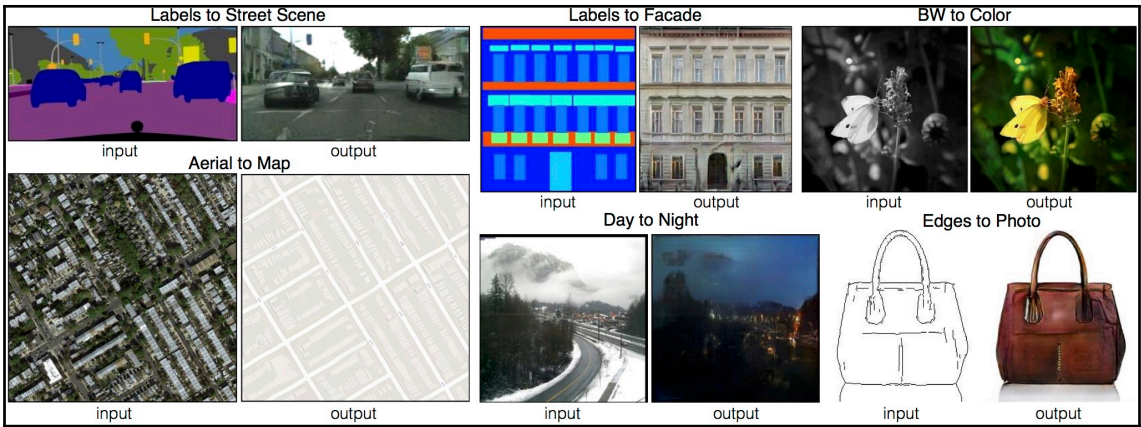 Labels to Street Scene
input
output
Aerial to Map
input
output
Labels to Facade
input
output
BW to Color
input
output
Day to Night
input
output
Edges to Photo
input
output